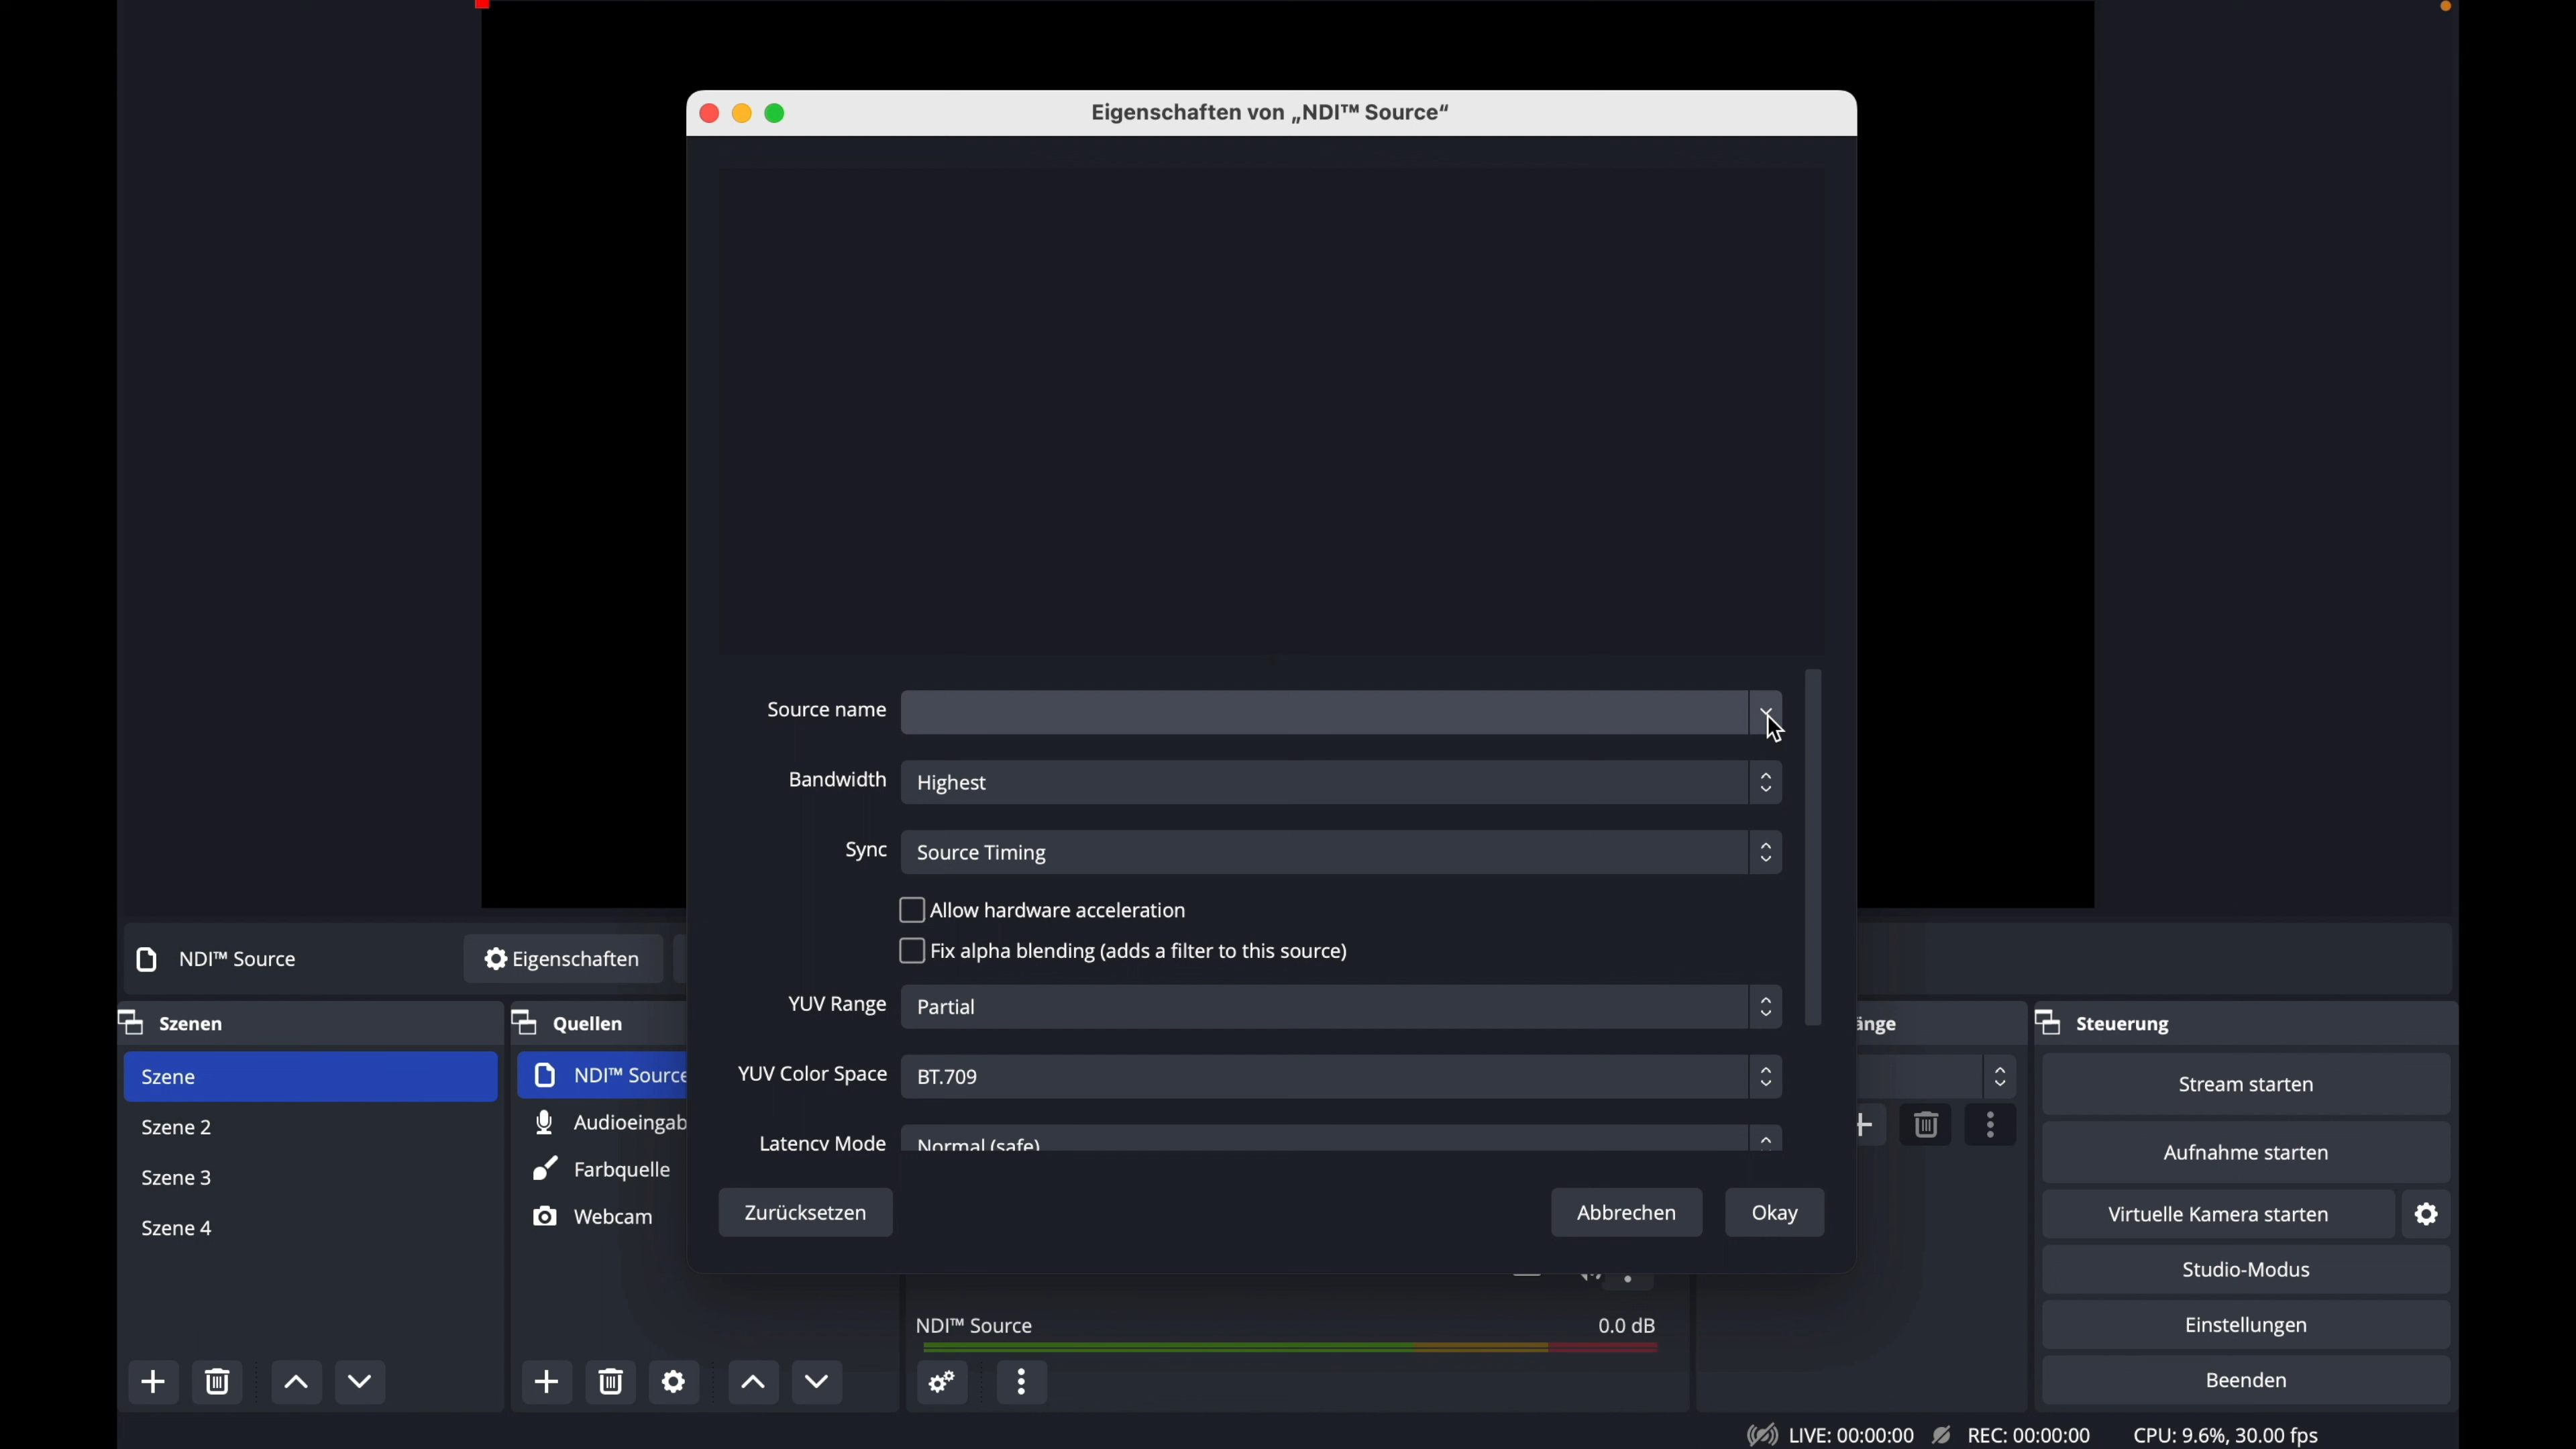 Eigenschaften von „NDI™ Source“
Source name
Bandwidth Highest
Sync Source Timing
Allow hardware acceleration
Fix alpha blending (adds a filter to this source)
YUV Range Partial
YUV Color Space BT.709
Latency Mode Normal (safe)
Zurücksetzen Abbrechen Okay
NDI™ Source Eigenschaften
Szenen
Szene
Szene 2
Szene 3
Szene 4
Quellen
NDI™ Source
Audioeingab
Farbquelle
Webcam
NDI™ Source 0.0 dB
änge
Steuerung
Stream starten
Aufnahme starten
Virtuelle Kamera starten
Studio-Modus
Einstellungen
Beenden
LIVE: 00:00:00 REC: 00:00:00 CPU: 9.6%, 30.00 fps